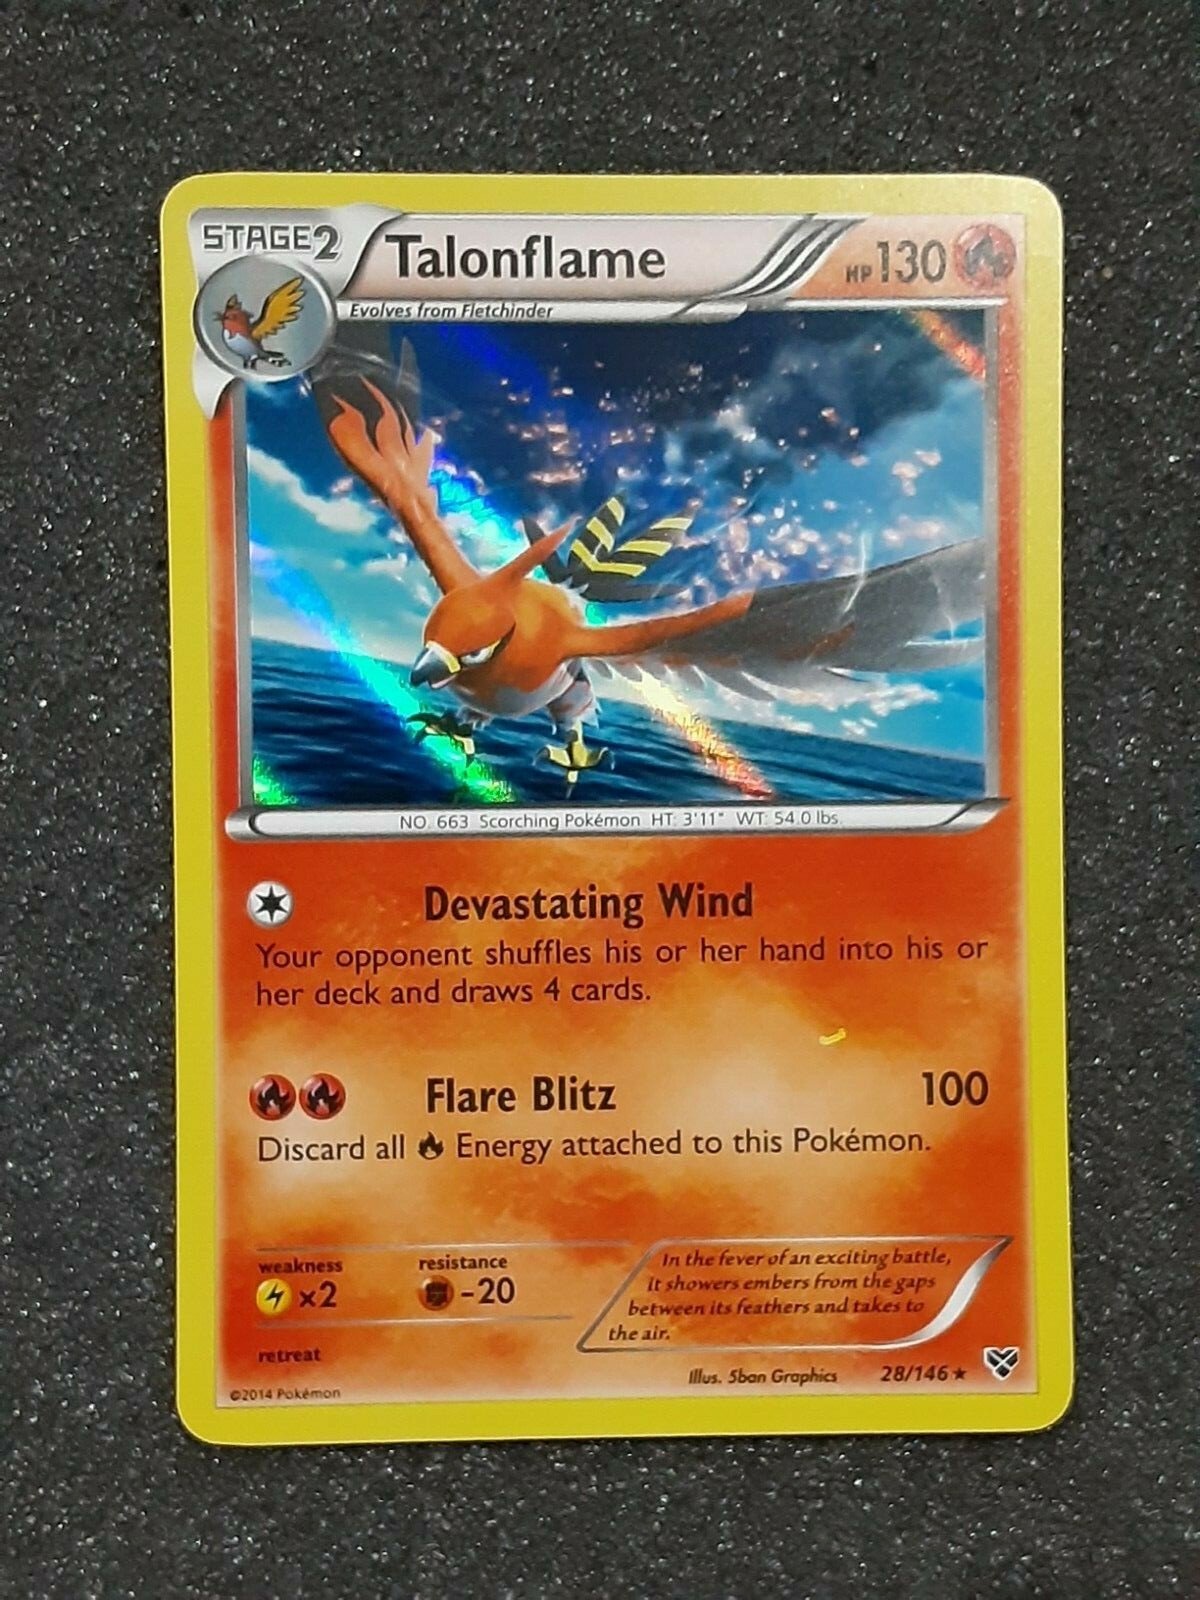 STAGE2
Talonflame
HP130
Evolves from Fletchinder
NO. 663 Scorching Pokémon HT: 3'11" WT: 54.0 lbs.
Devastating Wind
Your opponent shuffles his or her hand into his or
her deck and draws 4 cards.
Flare Blitz 100
Discard all Energy attached to this Pokémon.
weakness
×2
resistance
-20
retreat
In the fever of an exciting battle,
it showers embers from the gaps
between its feathers and takes to
the air.
Illus. 5ban Graphics
28/146★
©2014 Pokémon